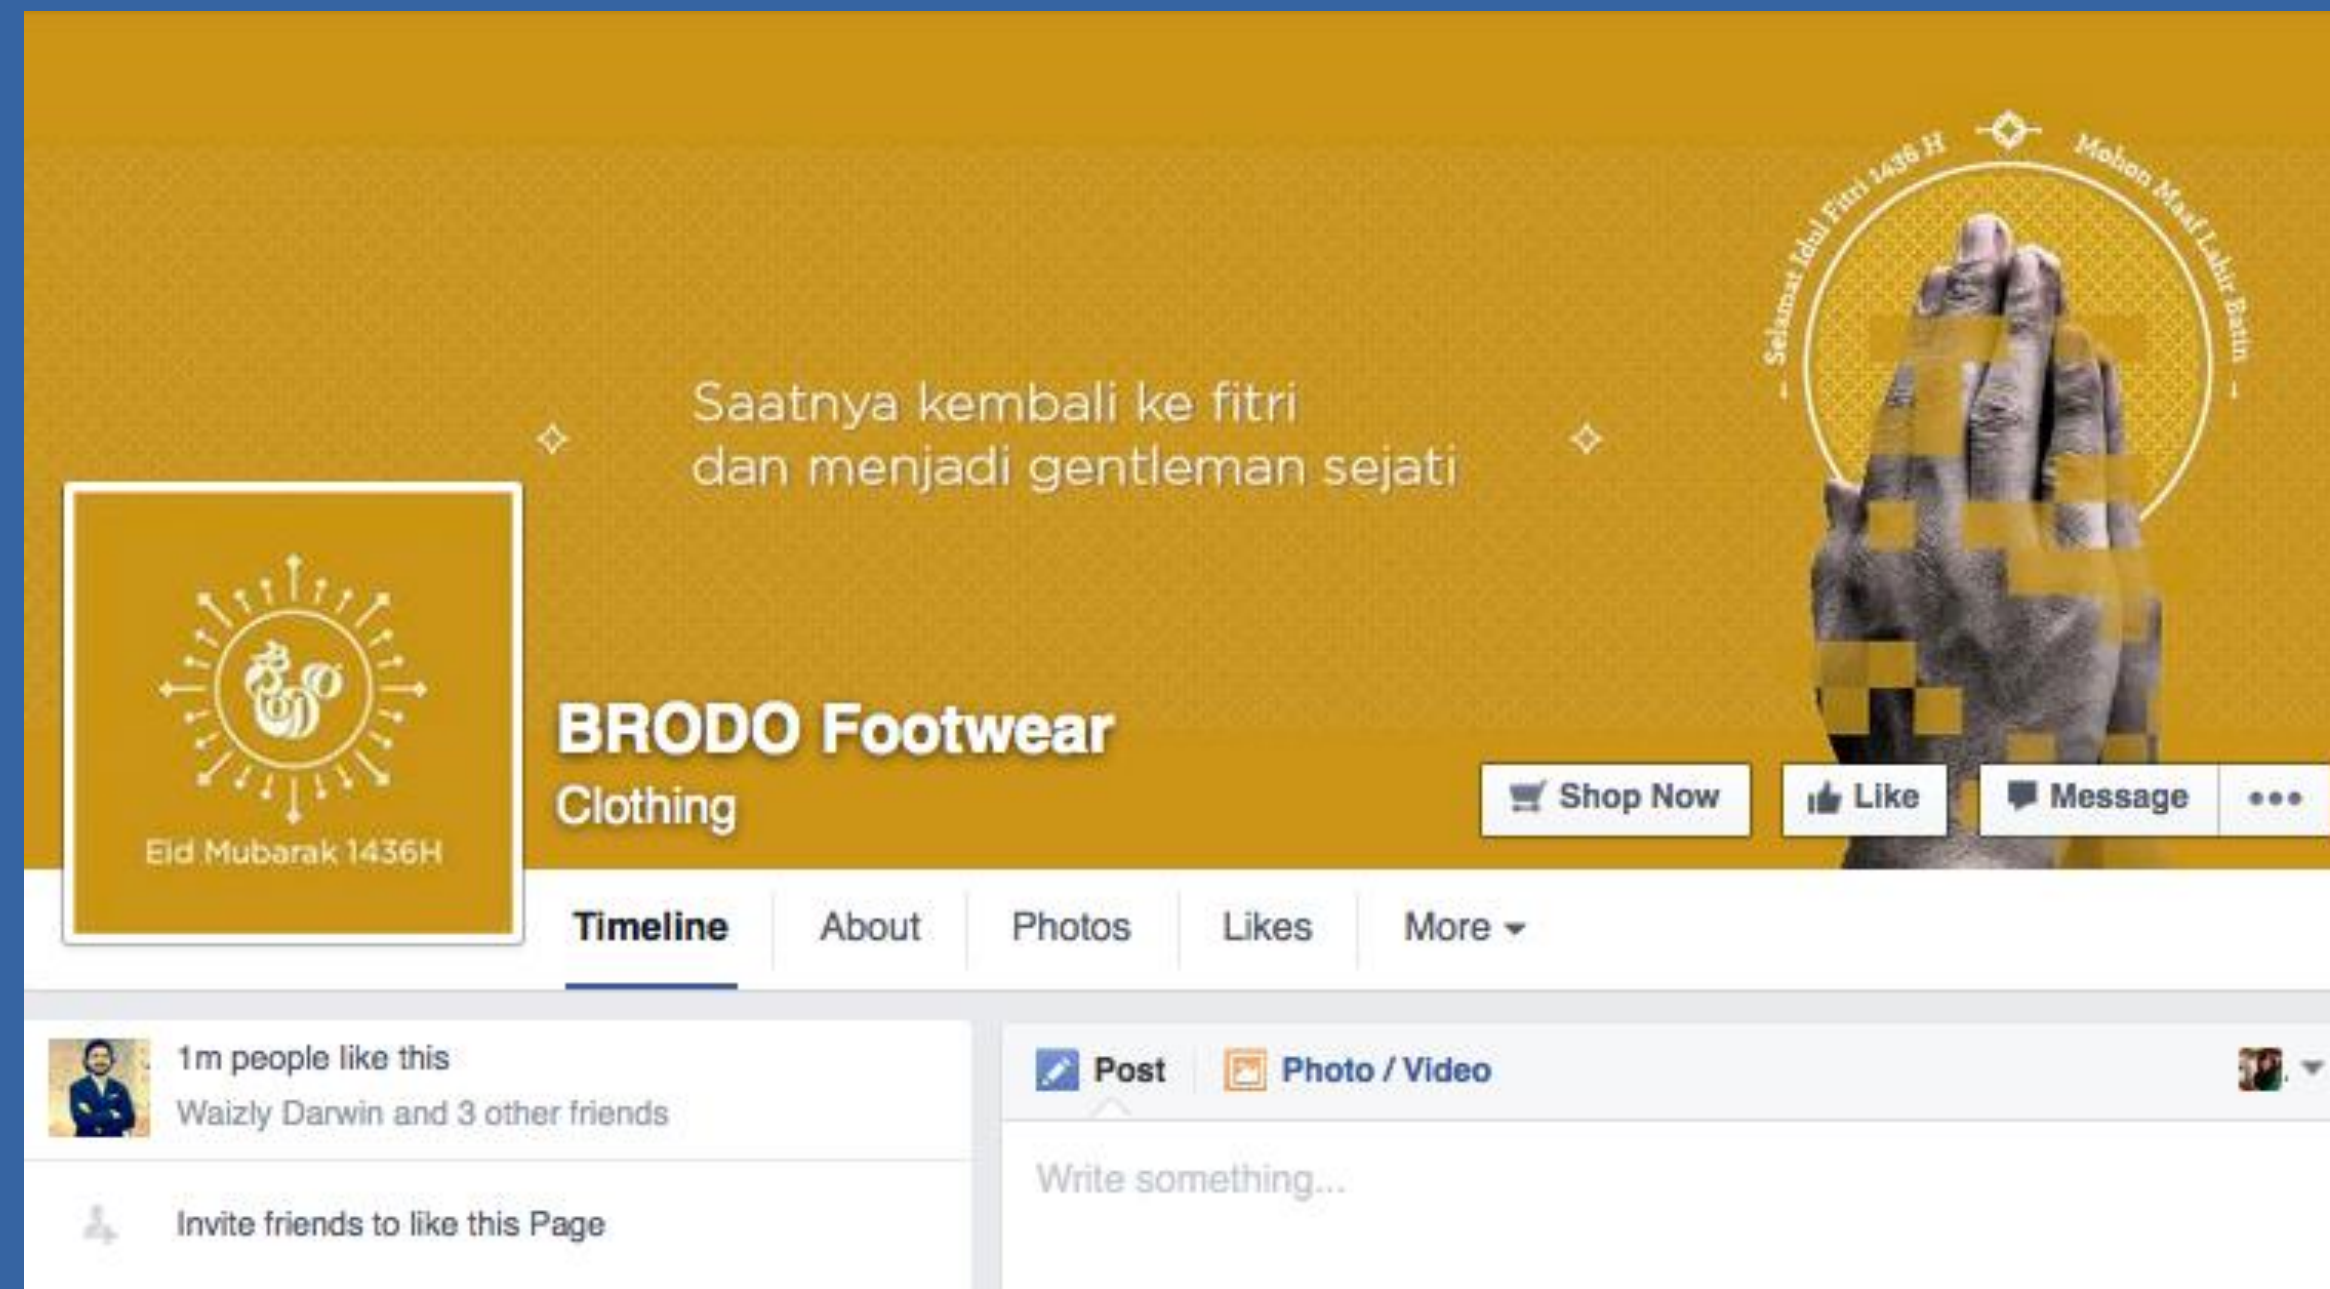 Selamat Idul Fitri 1436 H
Mohon Maaf Lahir Batin
Saatnya kembali ke fitri
dan menjadi gentleman sejati
Eid Mubarak 1436H
BRODO Footwear
Clothing
Shop Now
Like
Message
Timeline
About
Photos
Likes
More
1m people like this
Waizly Darwin and 3 other friends
Invite friends to like this Page
Post
Photo / Video
Write something...